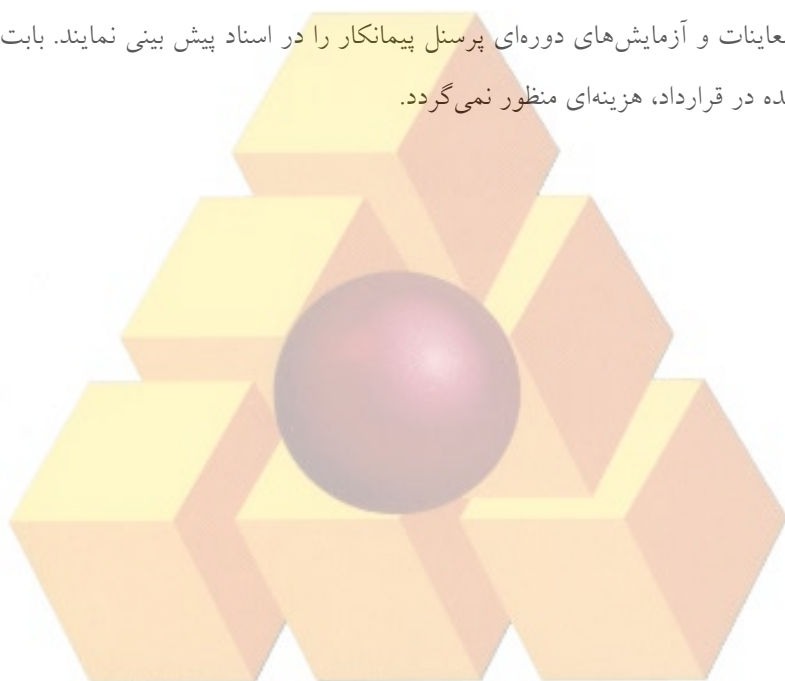 معاینات و آزمایش‌های دوره‌ای پرسنل پیمانکار را در اسناد پیش بینی نمایند. بابت
ده در قرارداد، هزینه‌ای منظور نمی‌گردد.